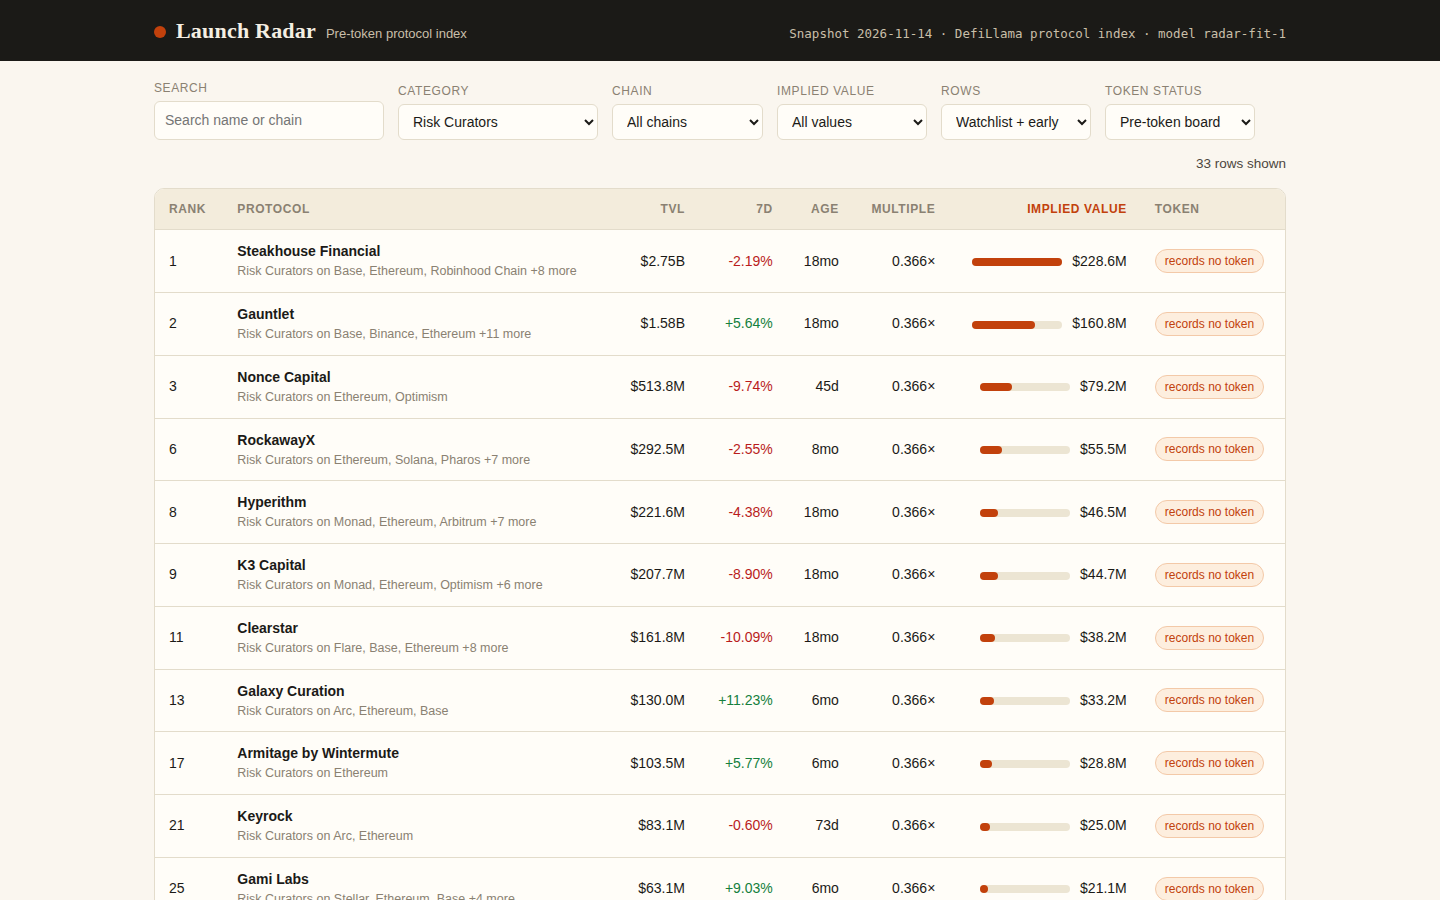 Launch Radar Pre-token protocol index
Snapshot 2026-11-14 · DefiLlama protocol index · model radar-fit-1
SEARCH CATEGORY CHAIN IMPLIED VALUE ROWS TOKEN STATUS
Search name or chain Risk Curators All chains All values Watchlist + early Pre-token board
33 rows shown
RANK PROTOCOL TVL 7D AGE MULTIPLE IMPLIED VALUE TOKEN
1 Steakhouse Financial $2.75B -2.19% 18mo 0.366× $228.6M records no token
Risk Curators on Base, Ethereum, Robinhood Chain +8 more
2 Gauntlet $1.58B +5.64% 18mo 0.366× $160.8M records no token
Risk Curators on Base, Binance, Ethereum +11 more
3 Nonce Capital $513.8M -9.74% 45d 0.366× $79.2M records no token
Risk Curators on Ethereum, Optimism
6 RockawayX $292.5M -2.55% 8mo 0.366× $55.5M records no token
Risk Curators on Ethereum, Solana, Pharos +7 more
8 Hyperithm $221.6M -4.38% 18mo 0.366× $46.5M records no token
Risk Curators on Monad, Ethereum, Arbitrum +7 more
9 K3 Capital $207.7M -8.90% 18mo 0.366× $44.7M records no token
Risk Curators on Monad, Ethereum, Optimism +6 more
11 Clearstar $161.8M -10.09% 18mo 0.366× $38.2M records no token
Risk Curators on Flare, Base, Ethereum +8 more
13 Galaxy Curation $130.0M +11.23% 6mo 0.366× $33.2M records no token
Risk Curators on Arc, Ethereum, Base
17 Armitage by Wintermute $103.5M +5.77% 6mo 0.366× $28.8M records no token
Risk Curators on Ethereum
21 Keyrock $83.1M -0.60% 73d 0.366× $25.0M records no token
Risk Curators on Arc, Ethereum
25 Gami Labs $63.1M +9.03% 6mo 0.366× $21.1M records no token
Risk Curators on Stellar, Ethereum, Base +4 more